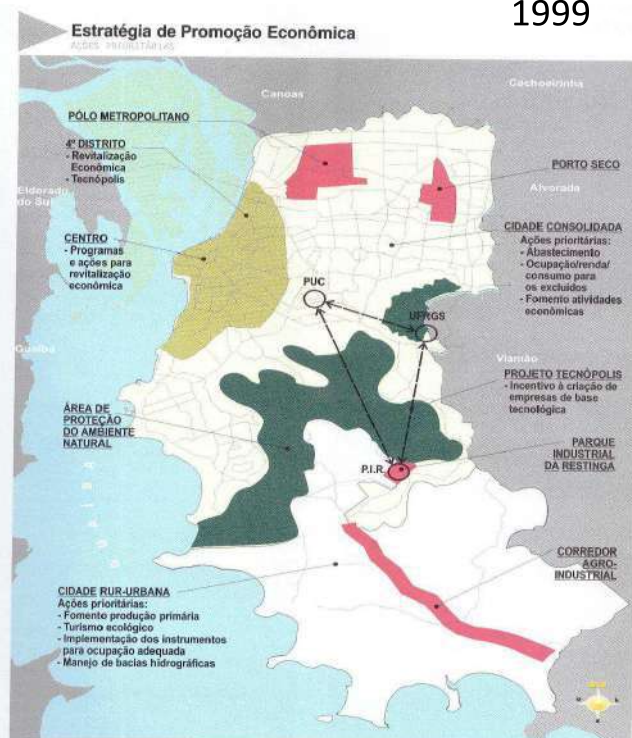 1999
Estratégia de Promoção Econômica
AÇÕES PRIORITÁRIAS
Canoas
Cachoeirinha
PÓLO METROPOLITANO
4º DISTRITO
- Revitalização
Econômica
- Tecnópolis
PORTO SECO
Eldorado
do Sul
Alvorada
CENTRO
- Programas
e ações para
revitalização
econômica
CIDADE CONSOLIDADA
Ações prioritárias:
- Abastecimento
- Ocupação/renda/
consumo para
os excluídos
- Fomento atividades
econômicas
PUC
UFRGS
Guaíba
Viamão
PROJETO TECNÓPOLIS
- Incentivo à criação de
empresas de base
tecnológica
ÁREA DE
PROTEÇÃO
DO AMBIENTE
NATURAL
PARQUE
INDUSTRIAL
DA RESTINGA
P.I.R.
GUAÍBA
CORREDOR
AGRO-
INDUSTRIAL
CIDADE RUR-URBANA
Ações prioritárias:
- Fomento produção primária
- Turismo ecológico
- Implementação dos instrumentos
para ocupação adequada
- Manejo de bacias hidrográficas